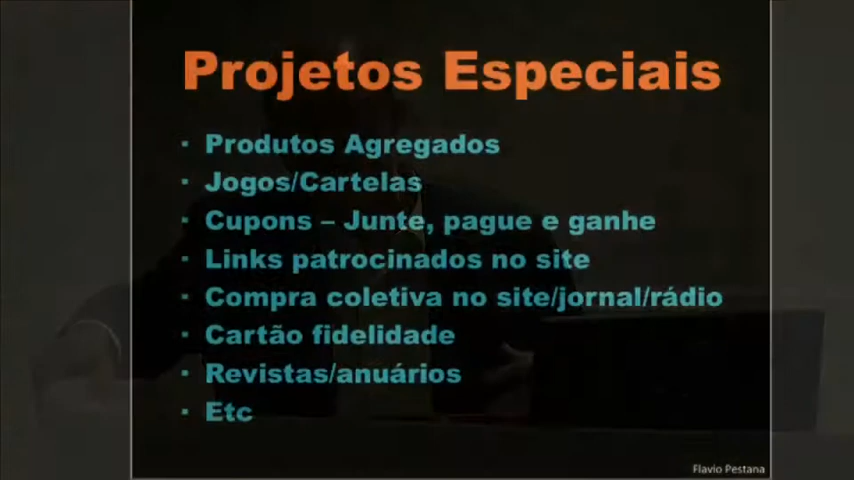 Projetos Especiais
▪ Produtos Agregados
▪ Jogos/Cartelas
▪ Cupons – Junte, pague e ganhe
▪ Links patrocinados no site
▪ Compra coletiva no site/jornal/rádio
▪ Cartão fidelidade
▪ Revistas/anuários
▪ Etc
Flavio Pestana